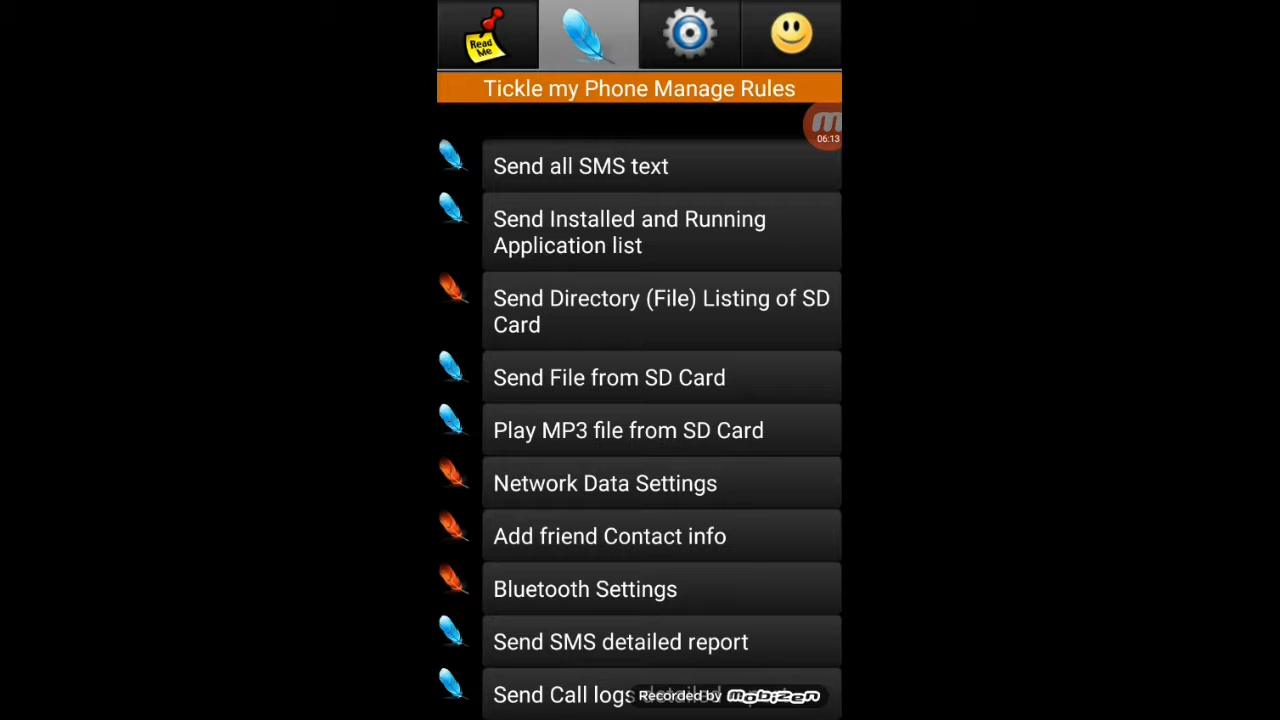 Read
Me
Tickle my Phone Manage Rules
06:13
Send all SMS text
Send Installed and Running
Application list
Send Directory (File) Listing of SD
Card
Send File from SD Card
Play MP3 file from SD Card
Network Data Settings
Add friend Contact info
Bluetooth Settings
Send SMS detailed report
Send Call logs detailed
Recorded by mobizen